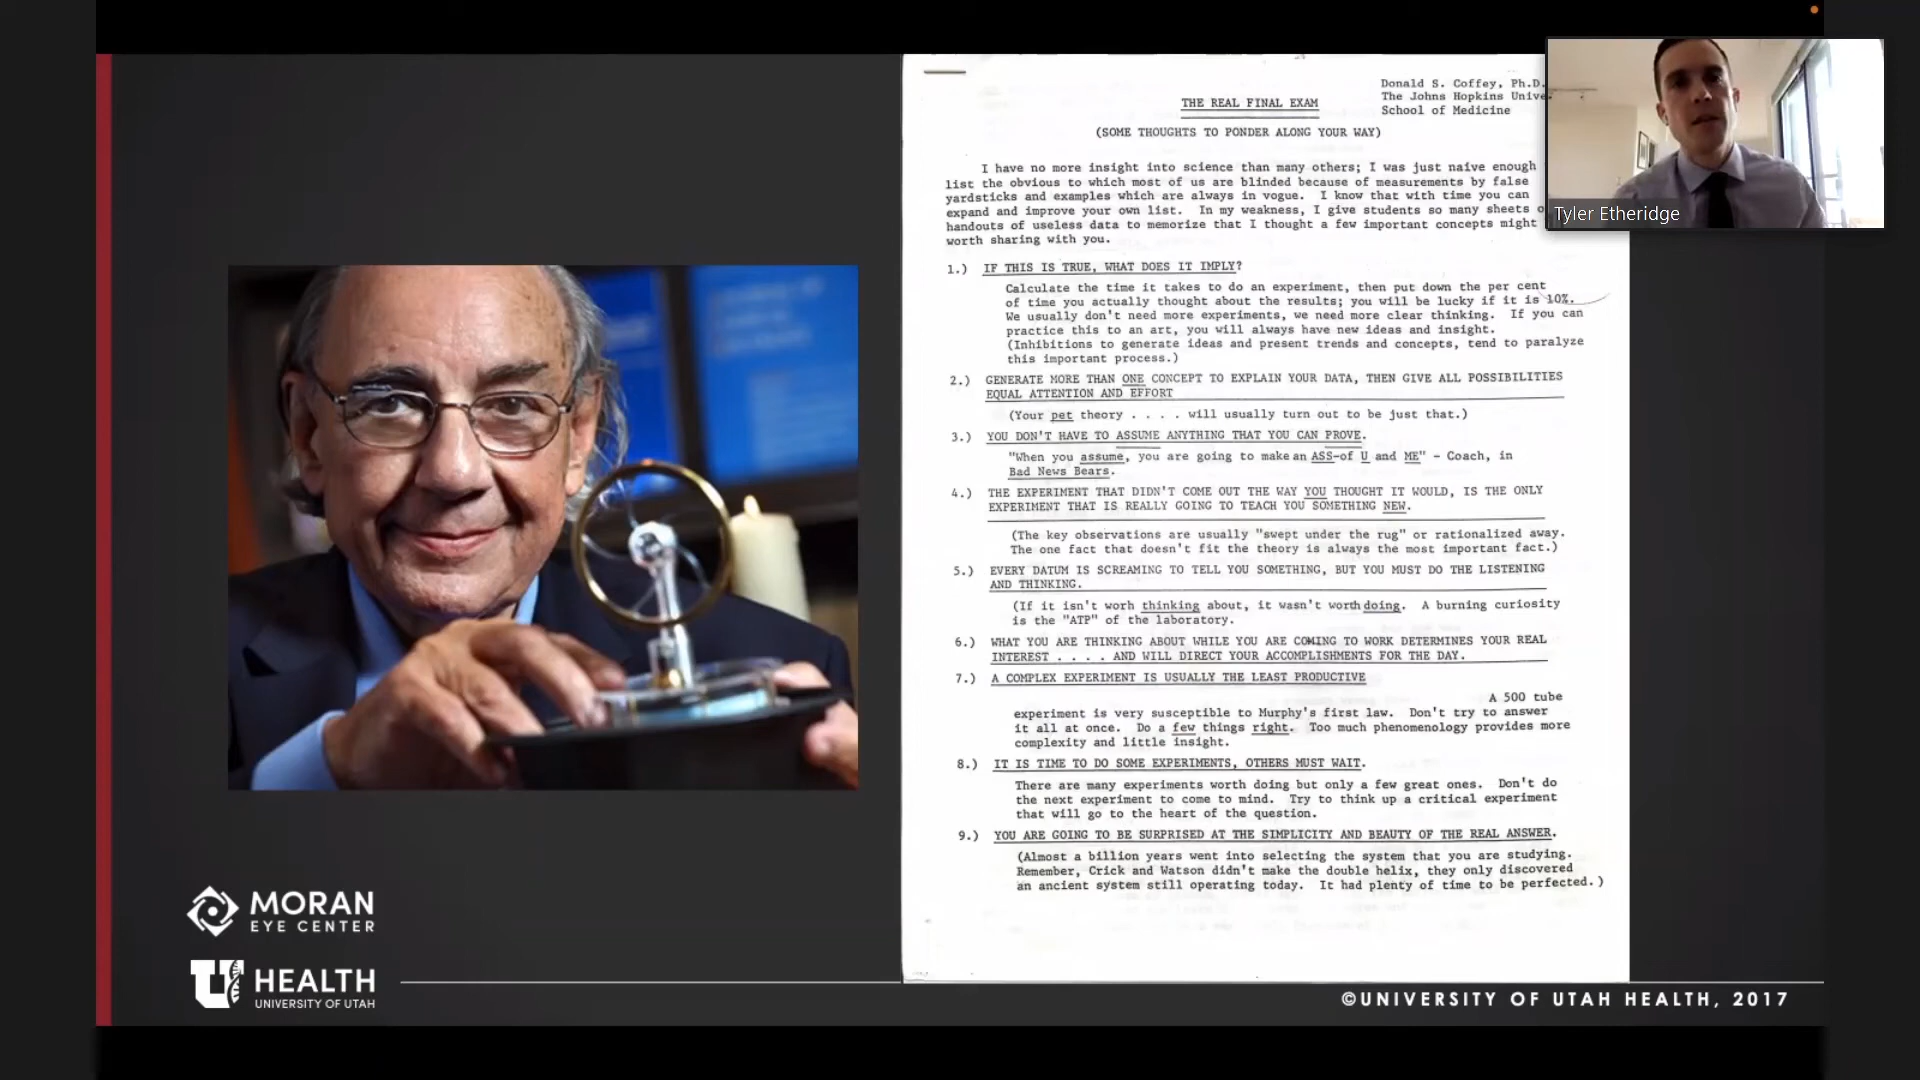 Donald S. Coffey, Ph.D.
THE REAL FINAL EXAM
The Johns Hopkins
School of Medicine
(SOME THOUGHTS TO PONDER ALONG YOUR WAY)
I have no more insight into science than many others; I was just naive enough
list the obvious to which most of us are blinded because of measurements by false
yardsticks and examples which are always in vogue. I know that with time you can
expand and improve your own list. In my weakness, I give students so many sheets
handouts of useless data to memorize that I thought a few important concepts might
worth sharing with you.
1.) IF THIS IS TRUE, WHAT DOES IT IMPLY?
Calculate the time it takes to do an experiment, then put down the per cent
of time you actually thought about the results; you will be lucky if it is 10%.
We usually don't need more experiments, we need more clear thinking. If you can
practice this to an art, you will always have new ideas and insight.
(Inhibitions to generate ideas and present trends and concepts, tend to paralyze
this important process.)
2.) GENERATE MORE THAN ONE CONCEPT TO EXPLAIN YOUR DATA, THEN GIVE ALL POSSIBILITIES
EQUAL ATTENTION AND EFFORT
(Your pet theory . . . . will usually turn out to be just that.)
3.) YOU DON'T HAVE TO ASSUME ANYTHING THAT YOU CAN PROVE.
"When you assume, you are going to make an ASS-of U and ME" - Coach, in
Bad News Bears.
4.) THE EXPERIMENT THAT DIDN'T COME OUT THE WAY YOU THOUGHT IT WOULD, IS THE ONLY
EXPERIMENT THAT IS REALLY GOING TO TEACH YOU SOMETHING NEW.
(The key observations are usually "swept under the rug" or rationalized away.
The one fact that doesn't fit the theory is always the most important fact.)
5.) EVERY DATUM IS SCREAMING TO TELL YOU SOMETHING, BUT YOU MUST DO THE LISTENING
AND THINKING.
(If it isn't worh thinking about, it wasn't worth doing. A burning curiosity
is the "ATP" of the laboratory.
6.) WHAT YOU ARE THINKING ABOUT WHILE YOU ARE COMING TO WORK DETERMINES YOUR REAL
INTEREST . . . . AND WILL DIRECT YOUR ACCOMPLISHMENTS FOR THE DAY.
7.) A COMPLEX EXPERIMENT IS USUALLY THE LEAST PRODUCTIVE
A 500 tube
experiment is very susceptible to Murphy's first law. Don't try to answer
it all at once. Do a few things right. Too much phenomenology provides more
complexity and little insight.
8.) IT IS TIME TO DO SOME EXPERIMENTS, OTHERS MUST WAIT.
There are many experiments worth doing but only a few great ones. Don't do
the next experiment to come to mind. Try to think up a critical experiment
that will go to the heart of the question.
9.) YOU ARE GOING TO BE SURPRISED AT THE SIMPLICITY AND BEAUTY OF THE REAL ANSWER.
(Almost a billion years went into selecting the system that you are studying.
Remember, Crick and Watson didn't make the double helix, they only discovered
an ancient system still operating today. It had plenty of time to be perfected.)
Tyler Etheridge
MORAN
EYE CENTER
U HEALTH
UNIVERSITY OF UTAH
©UNIVERSITY OF UTAH HEALTH, 2017